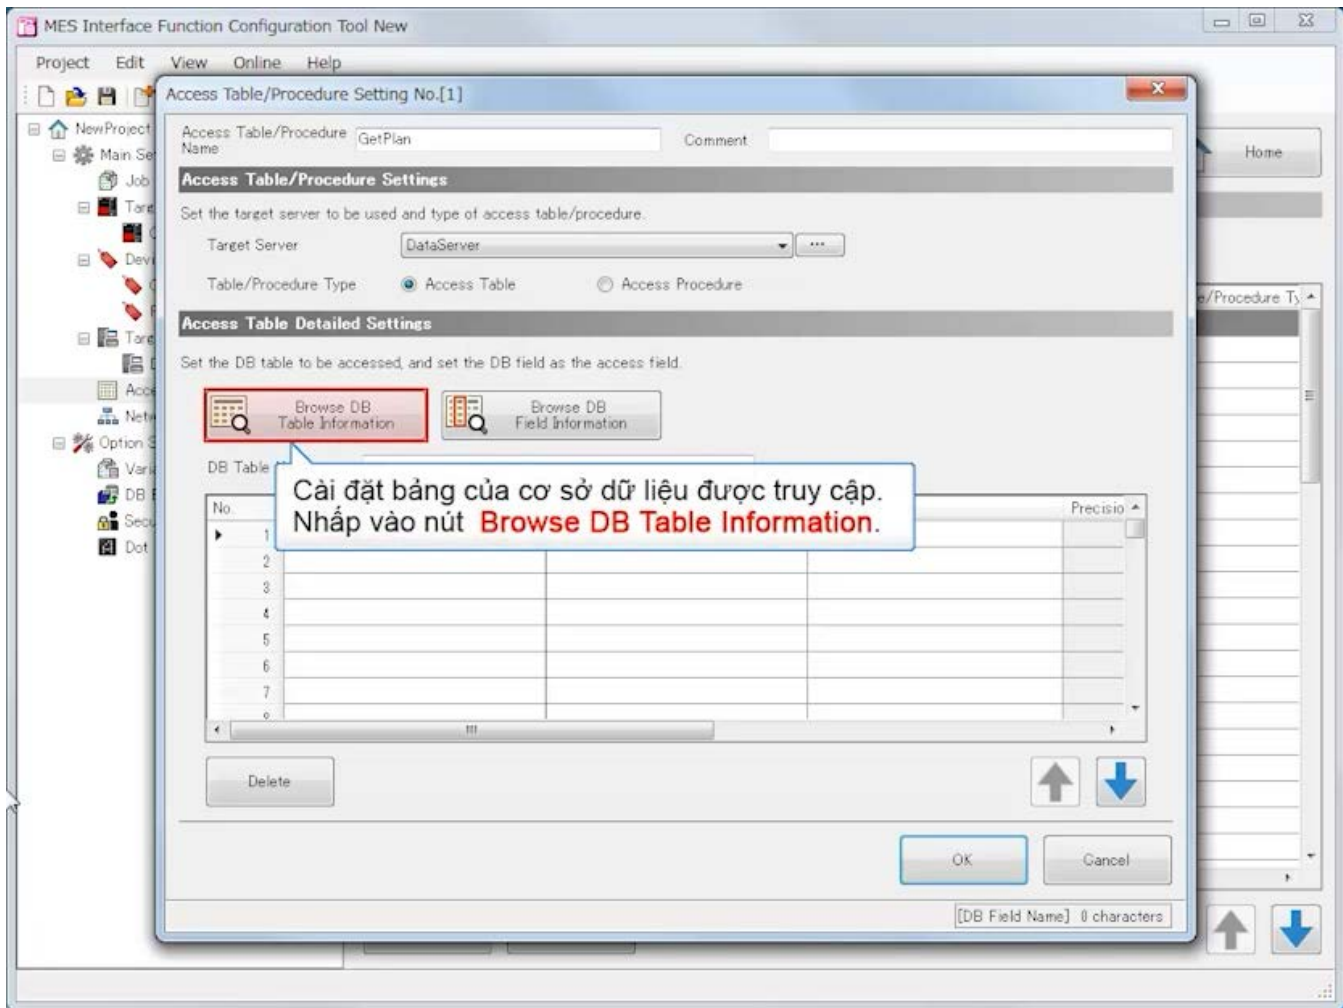 MES Interface Function Configuration Tool New
Project Edit View Online Help
Access Table/Procedure Setting No.[1]
NewProject
Main Se
Job
Targ
Devi
Targ
Acce
Netw
Option S
Varia
DB B
Secu
Dot
Home
e/Procedure Ty
Access Table/Procedure
Name
GetPlan
Comment
Access Table/Procedure Settings
Set the target server to be used and type of access table/procedure.
Target Server
DataServer
...
Table/Procedure Type
Access Table
Access Procedure
Access Table Detailed Settings
Set the DB table to be accessed, and set the DB field as the access field.
Browse DB
Table Information
Browse DB
Field Information
DB Table
Cài đặt bảng của cơ sở dữ liệu được truy cập.
Nhấp vào nút Browse DB Table Information.
No.
Precisio
1
2
3
4
5
6
7
Delete
OK
Cancel
[DB Field Name] 0 characters